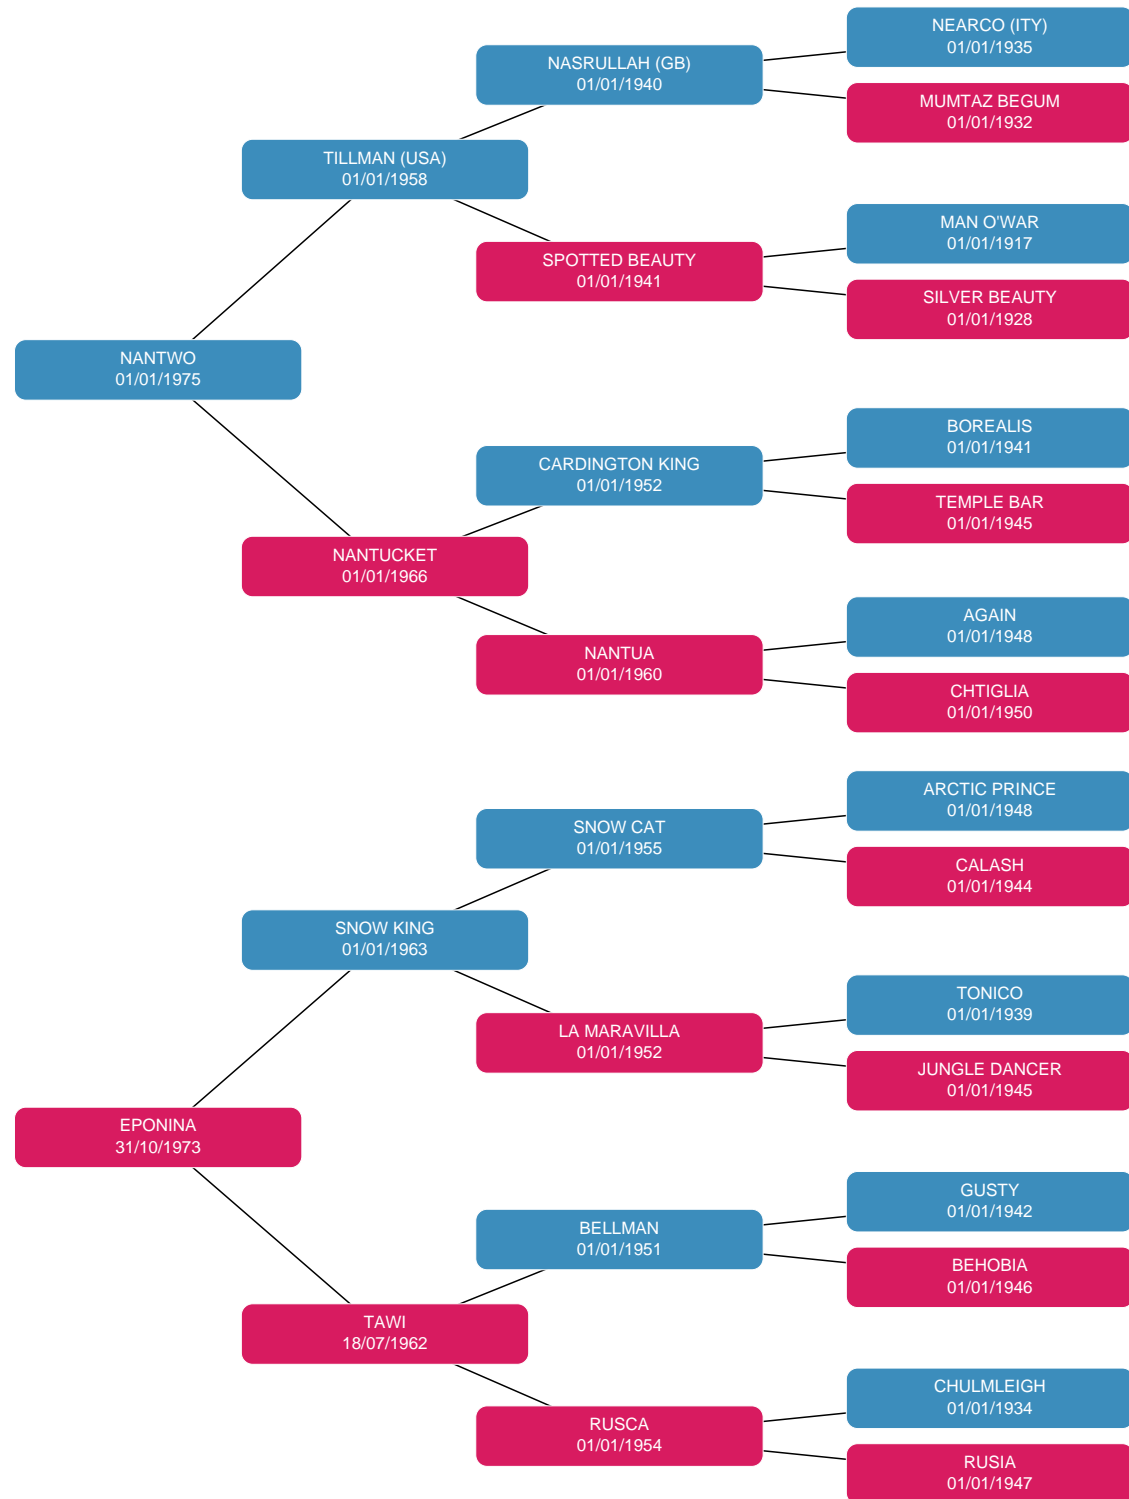 NEARCO (ITY)
01/01/1935
NASRULLAH (GB)
01/01/1940
MUMTAZ BEGUM
01/01/1932
TILLMAN (USA)
01/01/1958
MAN O'WAR
01/01/1917
SPOTTED BEAUTY
01/01/1941
SILVER BEAUTY
01/01/1928
NANTWO
01/01/1975
BOREALIS
01/01/1941
CARDINGTON KING
01/01/1952
TEMPLE BAR
01/01/1945
NANTUCKET
01/01/1966
AGAIN
01/01/1948
NANTUA
01/01/1960
CHTIGLIA
01/01/1950
ARCTIC PRINCE
01/01/1948
SNOW CAT
01/01/1955
CALASH
01/01/1944
SNOW KING
01/01/1963
TONICO
01/01/1939
LA MARAVILLA
01/01/1952
JUNGLE DANCER
01/01/1945
EPONINA
31/10/1973
GUSTY
01/01/1942
BELLMAN
01/01/1951
BEHOBIA
01/01/1946
TAWI
18/07/1962
CHULMLEIGH
01/01/1934
RUSCA
01/01/1954
RUSIA
01/01/1947